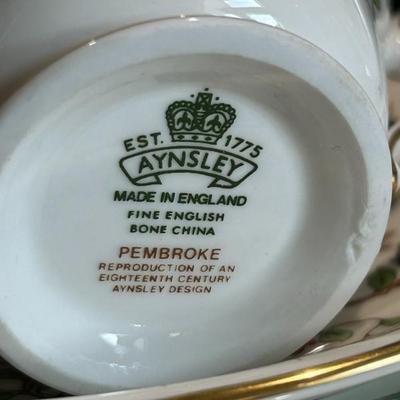 EST. 1775
AYNSLEY
MADE IN ENGLAND
FINE ENGLISH
BONE CHINA
PEMBROKE
REPRODUCTION OF AN
EIGHTEENTH CENTURY
AYNSLEY DESIGN